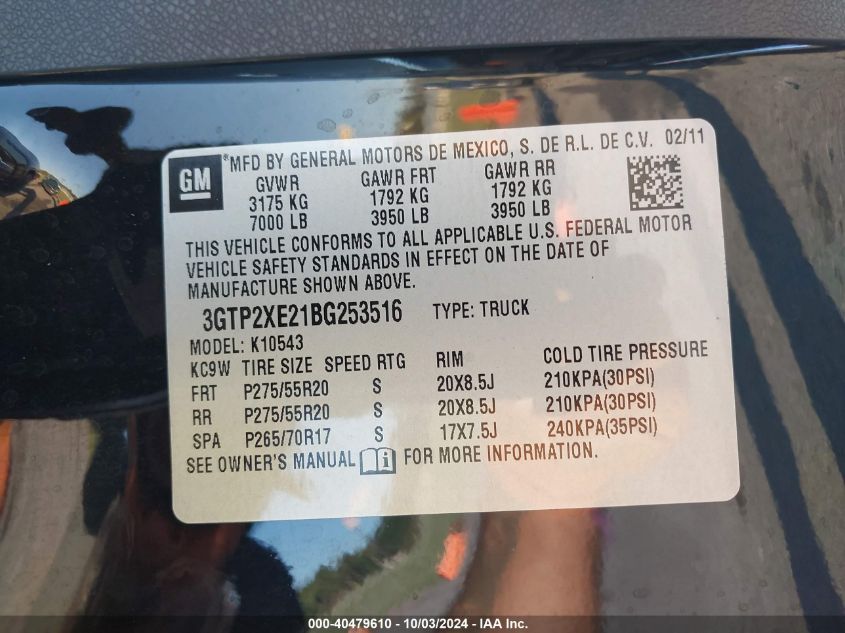 GM
*MFD BY GENERAL MOTORS DE MEXICO, S. DE R.L. DE C.V. 02/11
GVWR GAWR FRT GAWR RR
3175 KG 1792 KG 1792 KG
7000 LB 3950 LB 3950 LB
THIS VEHICLE CONFORMS TO ALL APPLICABLE U.S. FEDERAL MOTOR
VEHICLE SAFETY STANDARDS IN EFFECT ON THE DATE OF
MANUFACTURE SHOWN ABOVE.
3GTP2XE21BG253516 TYPE: TRUCK
MODEL: K10543
KC9W TIRE SIZE SPEED RTG RIM COLD TIRE PRESSURE
FRT P275/55R20 S 20X8.5J 210KPA(30PSI)
RR P275/55R20 S 20X8.5J 210KPA(30PSI)
SPA P265/70R17 S 17X7.5J 240KPA(35PSI)
SEE OWNER'S MANUAL i FOR MORE INFORMATION.
000-40479610 - 10/03/2024 - IAA Inc.